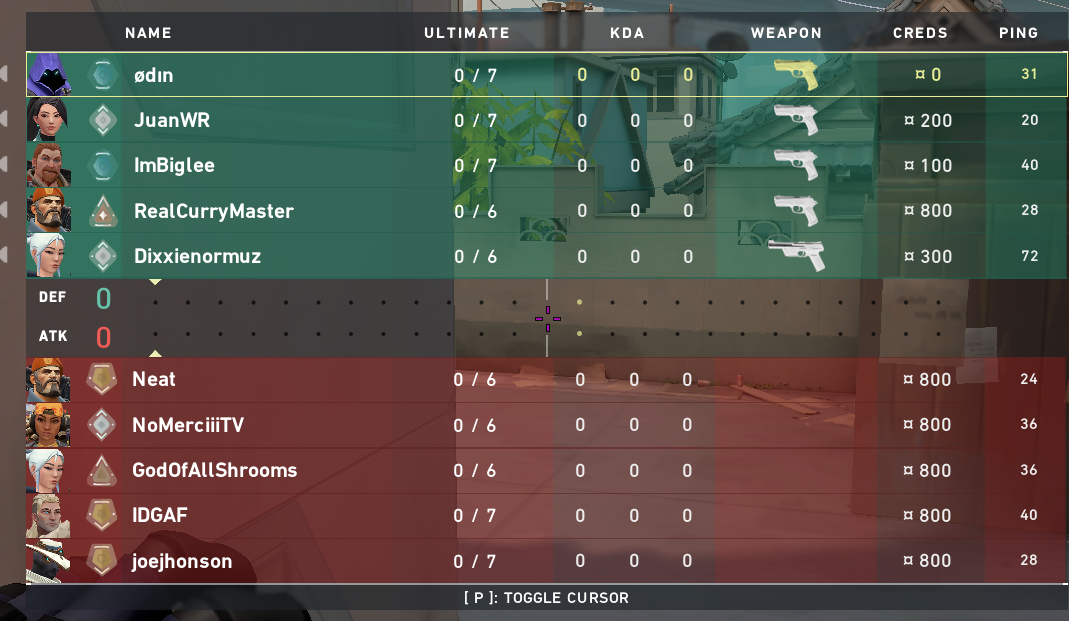 NAME ULTIMATE KDA WEAPON CREDS PING
ødın 0 / 7 0 0 0 ¤ 0 31
JuanWR 0 / 7 0 0 0 ¤ 200 20
ImBiglee 0 / 7 0 0 0 ¤ 100 40
RealCurryMaster 0 / 6 0 0 0 ¤ 800 28
Dixxienormuz 0 / 6 0 0 0 ¤ 300 72
DEF 0
ATK 0
Neat 0 / 6 0 0 0 ¤ 800 24
NoMerciiiTV 0 / 6 0 0 0 ¤ 800 36
GodOfAllShrooms 0 / 6 0 0 0 ¤ 800 36
IDGAF 0 / 7 0 0 0 ¤ 800 40
joejhonson 0 / 7 0 0 0 ¤ 800 28
[ P ]: TOGGLE CURSOR